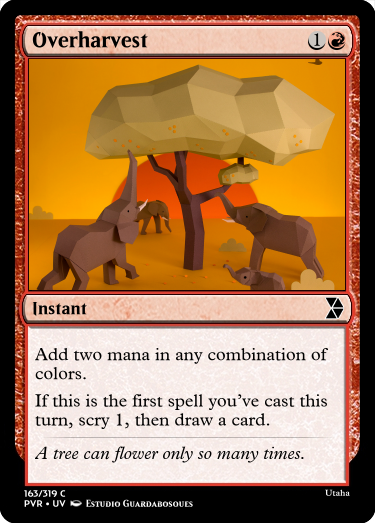 Overharvest 1
Instant
Add two mana in any combination of
colors.
If this is the first spell you've cast this
turn, scry 1, then draw a card.
A tree can flower only so many times.
163/319 C
Utaha
PVR • UV Estudio Guardabosques